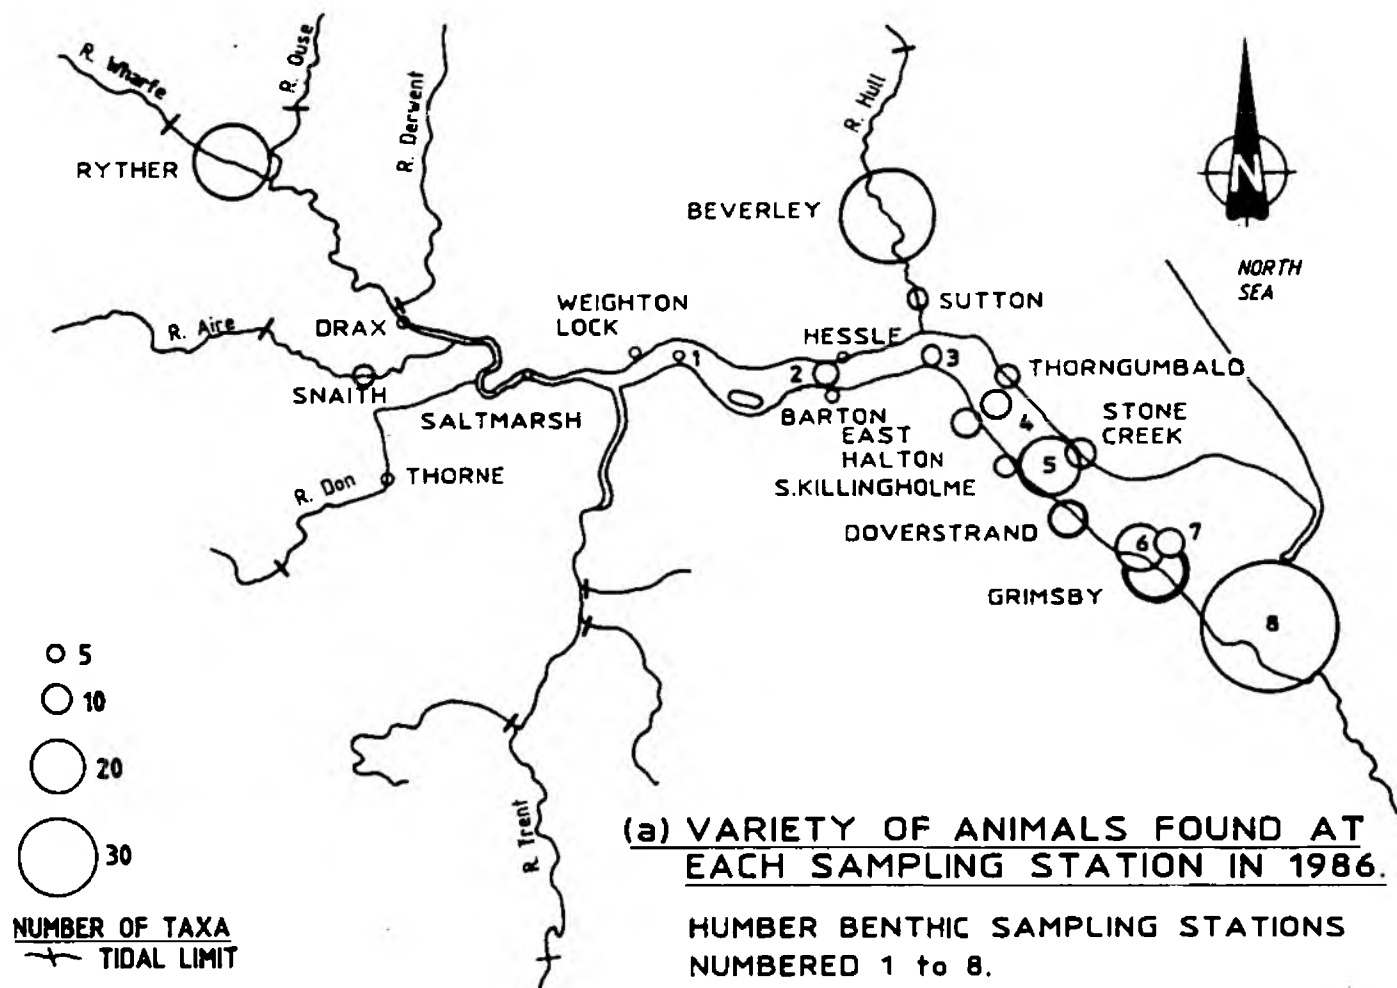 R. Wharfe
R. Ouse
R. Derwent
R. Hull
RYTHER
BEVERLEY
N
NORTH
SEA
R. Aire
DRAX
WEIGHTON
LOCK
HESSLE
SUTTON
SNAITH
SALTMARSH
1
2
3
THORNGUMBALD
BARTON
4
STONE
CREEK
EAST
HALTON
5
S.KILLINGHOLME
R. Don
THORNE
DOVERSTRAND
6
7
GRIMSBY
8
R. Trent
5
10
20
30
NUMBER OF TAXA
TIDAL LIMIT
(a) VARIETY OF ANIMALS FOUND AT
EACH SAMPLING STATION IN 1986.
HUMBER BENTHIC SAMPLING STATIONS
NUMBERED 1 to 8.